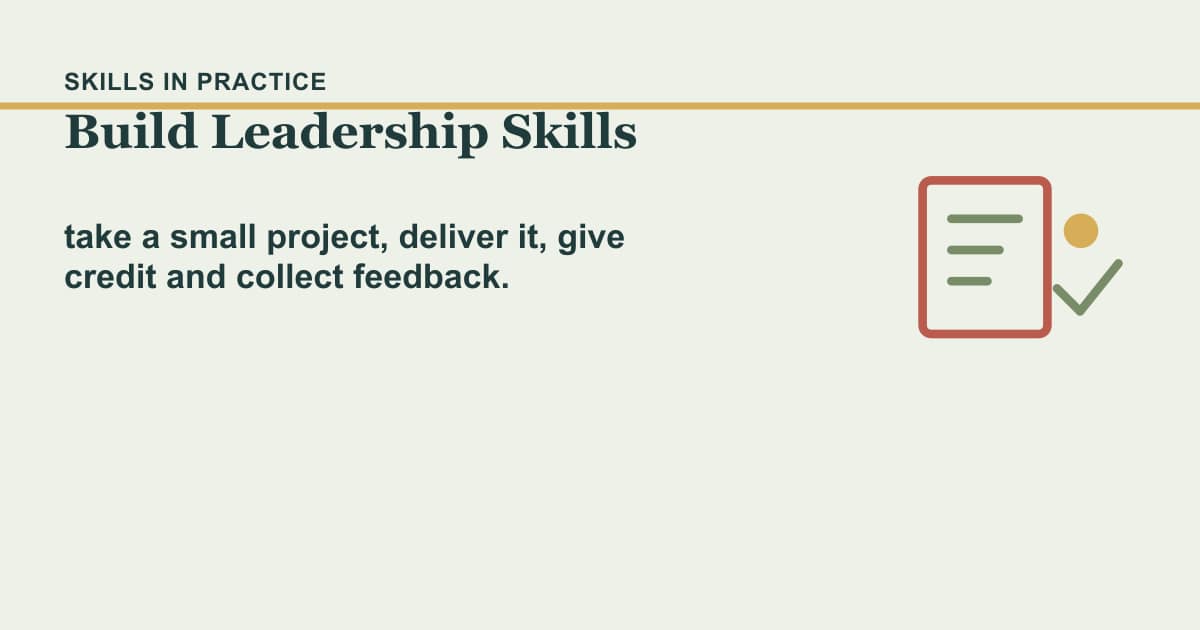 SKILLS IN PRACTICE
Build Leadership Skills
take a small project, deliver it, give
credit and collect feedback.